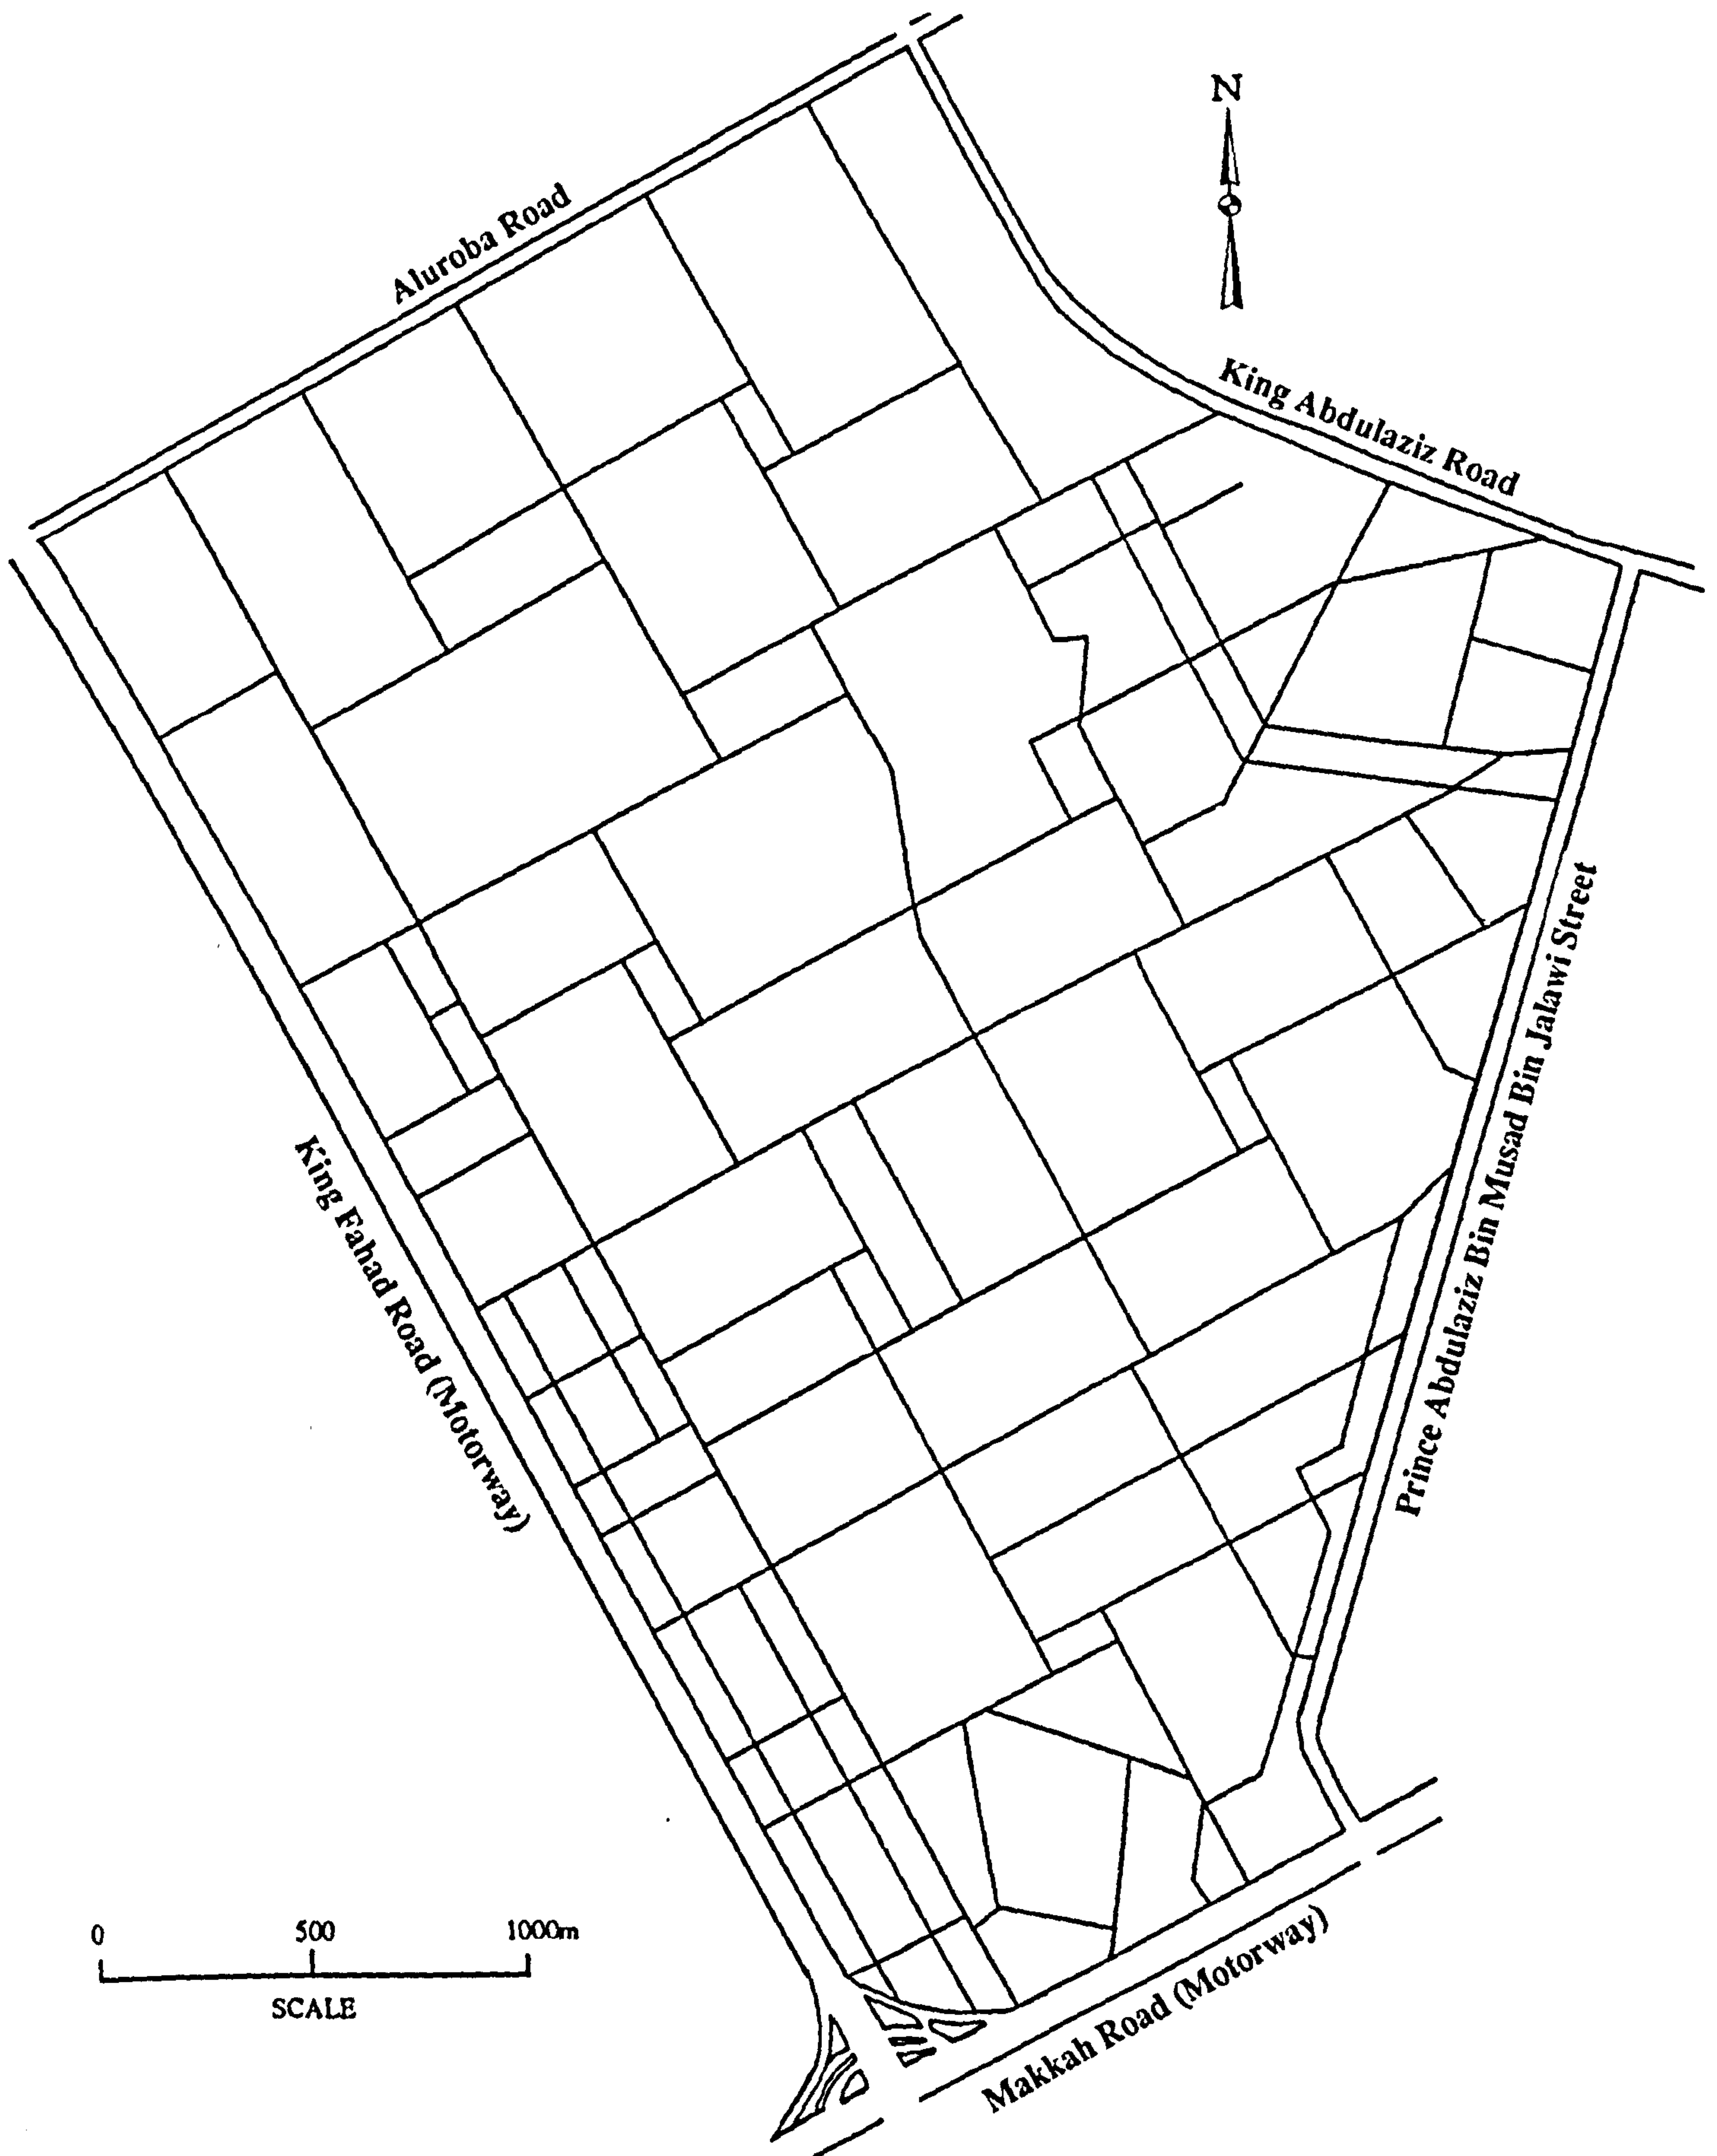 N
Aluroba Road
King Abdulaziz Road
Prince Abdulaziz Bin Musad Bin Jalawi Street
King Fahad Road (Motorway)
0 500 1000m
SCALE
Makkah Road (Motorway)